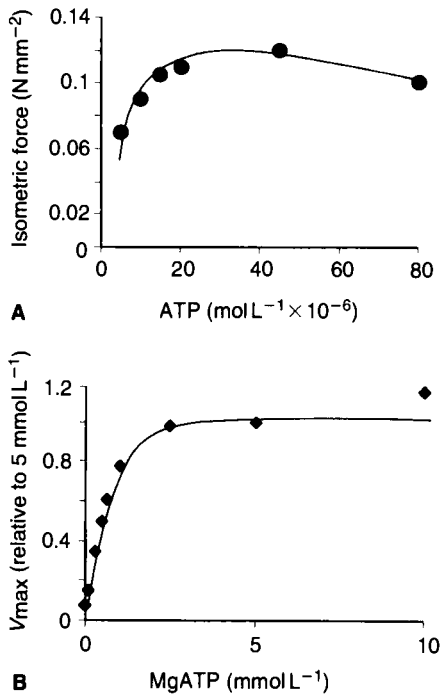 0.14
0.1
0.06
0.02
0
Isometric force (N mm⁻²)
0 20 40 60 80
ATP (mol L⁻¹ × 10⁻⁶)
A
1.2
0.8
0.4
0
Vmax (relative to 5 mmol L⁻¹)
0 5 10
MgATP (mmol L⁻¹)
B